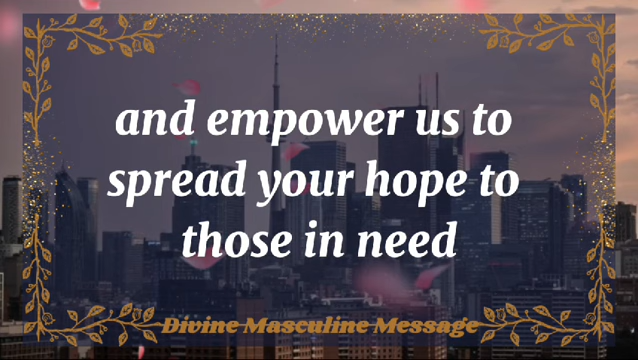 and empower us to
spread your hope to
those in need
Divine Masculine Message